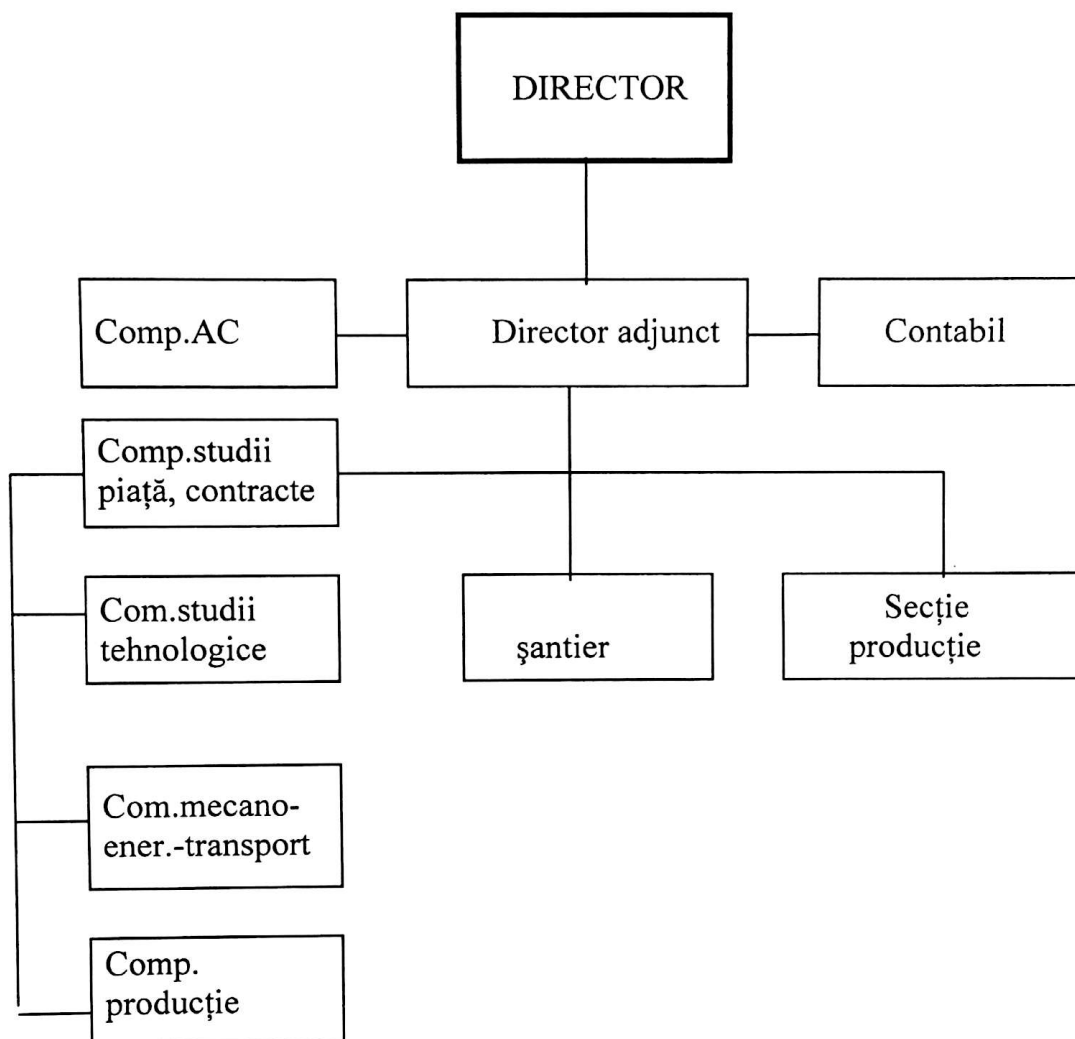 DIRECTOR
Comp.AC
Director adjunct
Contabil
Comp.studii
piață, contracte
Com.studii
tehnologice
şantier
Secție
producție
Com.mecano-
ener.-transport
Comp.
producție